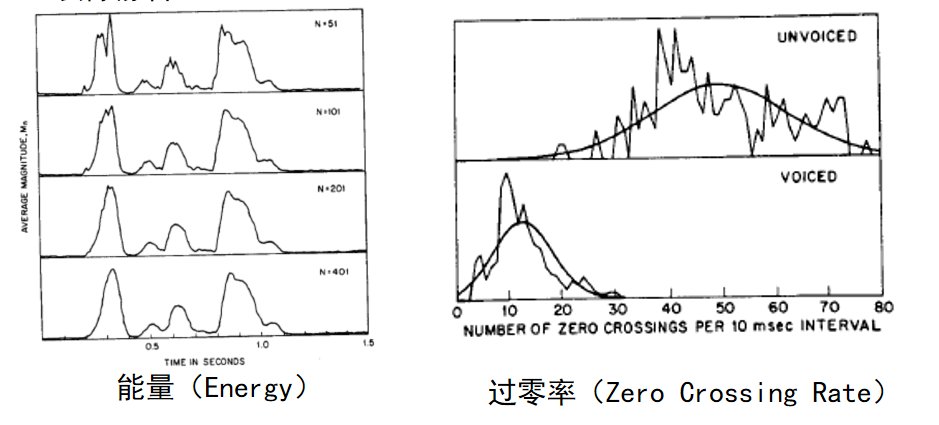 N=51
N=101
N=201
N=401
AVERAGE MAGNITUDE, Mn
0.5
1.0
1.5
TIME IN SECONDS
能量（Energy）
UNVOICED
VOICED
0 10 20 30 40 50 60 70 80
NUMBER OF ZERO CROSSINGS PER 10 msec INTERVAL
过零率（Zero Crossing Rate）